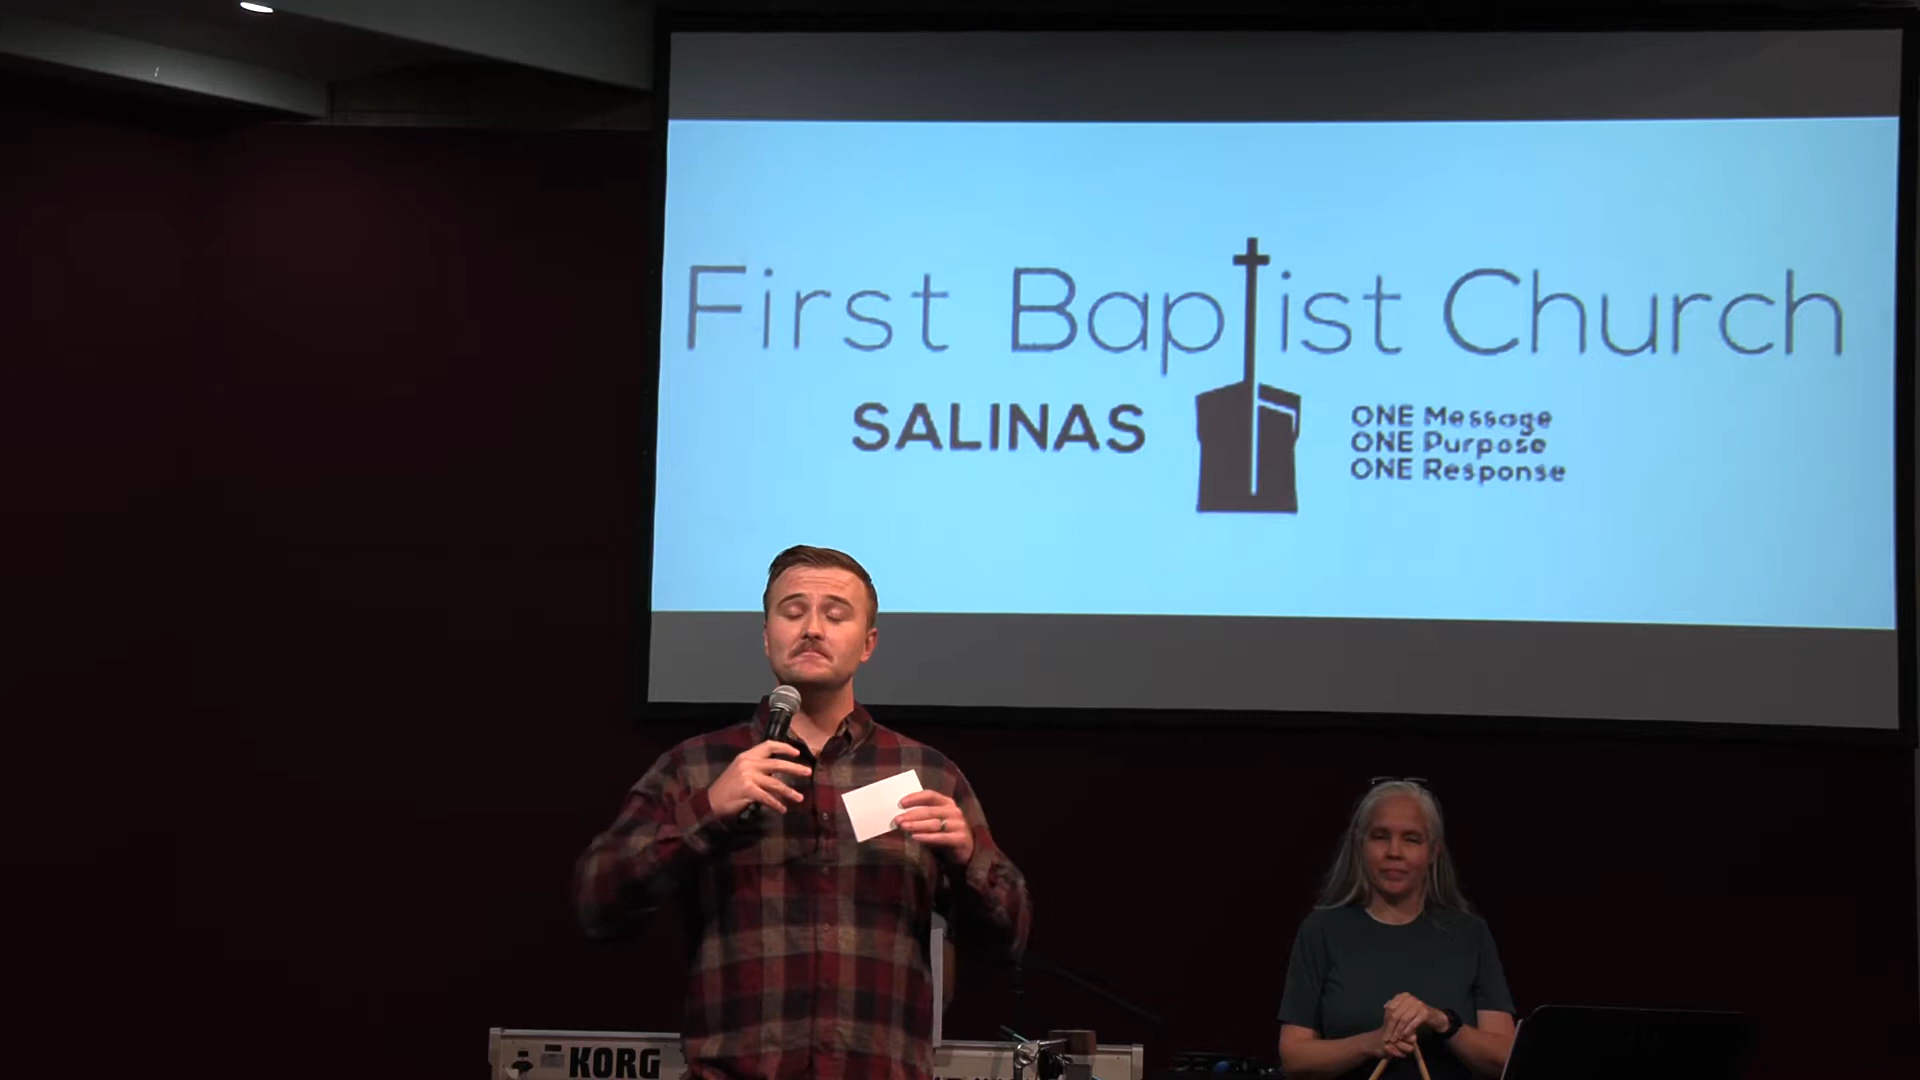 First Baptist Church
SALINAS
ONE Message
ONE Purpose
ONE Response
KORG